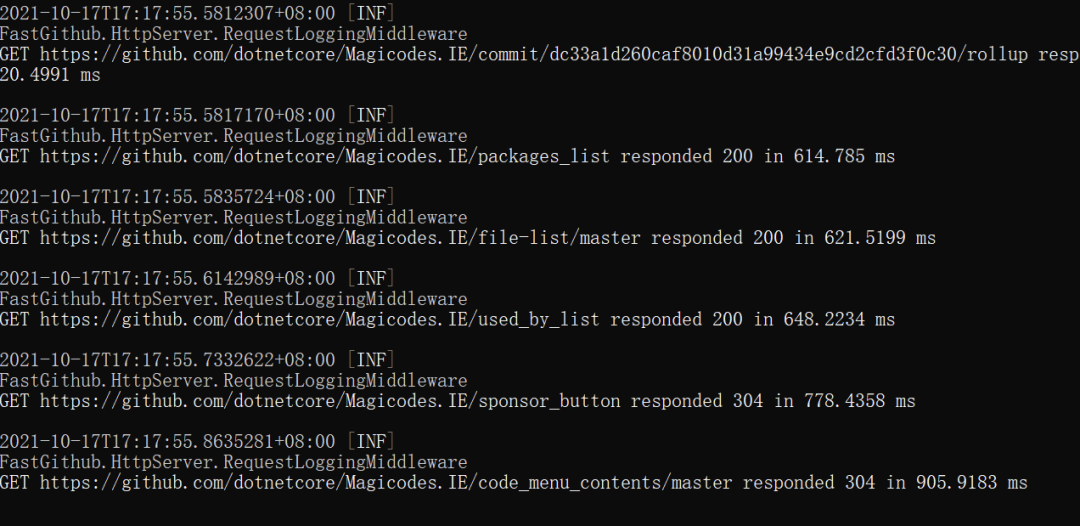 2021-10-17T17:17:55.5812307+08:00 [INF]
FastGithub.HttpServer.RequestLoggingMiddleware
GET https://github.com/dotnetcore/Magicodes.IE/commit/dc33a1d260caf8010d31a99434e9cd2cfd3f0c30/rollup resp
20.4991 ms
2021-10-17T17:17:55.5817170+08:00 [INF]
FastGithub.HttpServer.RequestLoggingMiddleware
GET https://github.com/dotnetcore/Magicodes.IE/packages_list responded 200 in 614.785 ms
2021-10-17T17:17:55.5835724+08:00 [INF]
FastGithub.HttpServer.RequestLoggingMiddleware
GET https://github.com/dotnetcore/Magicodes.IE/file-list/master responded 200 in 621.5199 ms
2021-10-17T17:17:55.6142989+08:00 [INF]
FastGithub.HttpServer.RequestLoggingMiddleware
GET https://github.com/dotnetcore/Magicodes.IE/used_by_list responded 200 in 648.2234 ms
2021-10-17T17:17:55.7332622+08:00 [INF]
FastGithub.HttpServer.RequestLoggingMiddleware
GET https://github.com/dotnetcore/Magicodes.IE/sponsor_button responded 304 in 778.4358 ms
2021-10-17T17:17:55.8635281+08:00 [INF]
FastGithub.HttpServer.RequestLoggingMiddleware
GET https://github.com/dotnetcore/Magicodes.IE/code_menu_contents/master responded 304 in 905.9183 ms